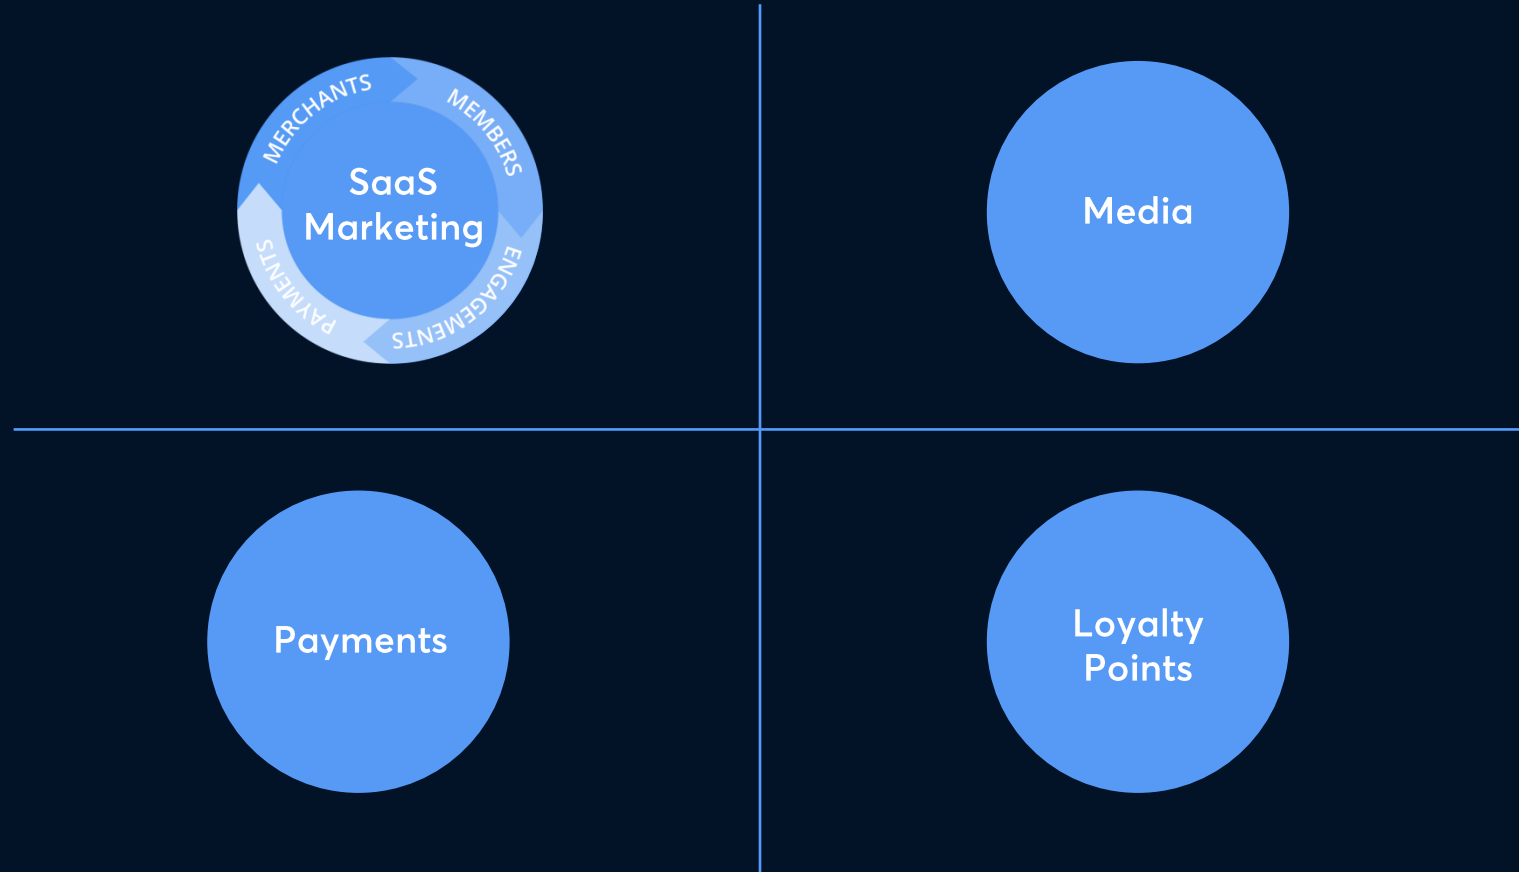 MERCHANTS
MEMBERS
ENGAGEMENTS
PAYMENTS
SaaS
Marketing
Media
Payments
Loyalty
Points